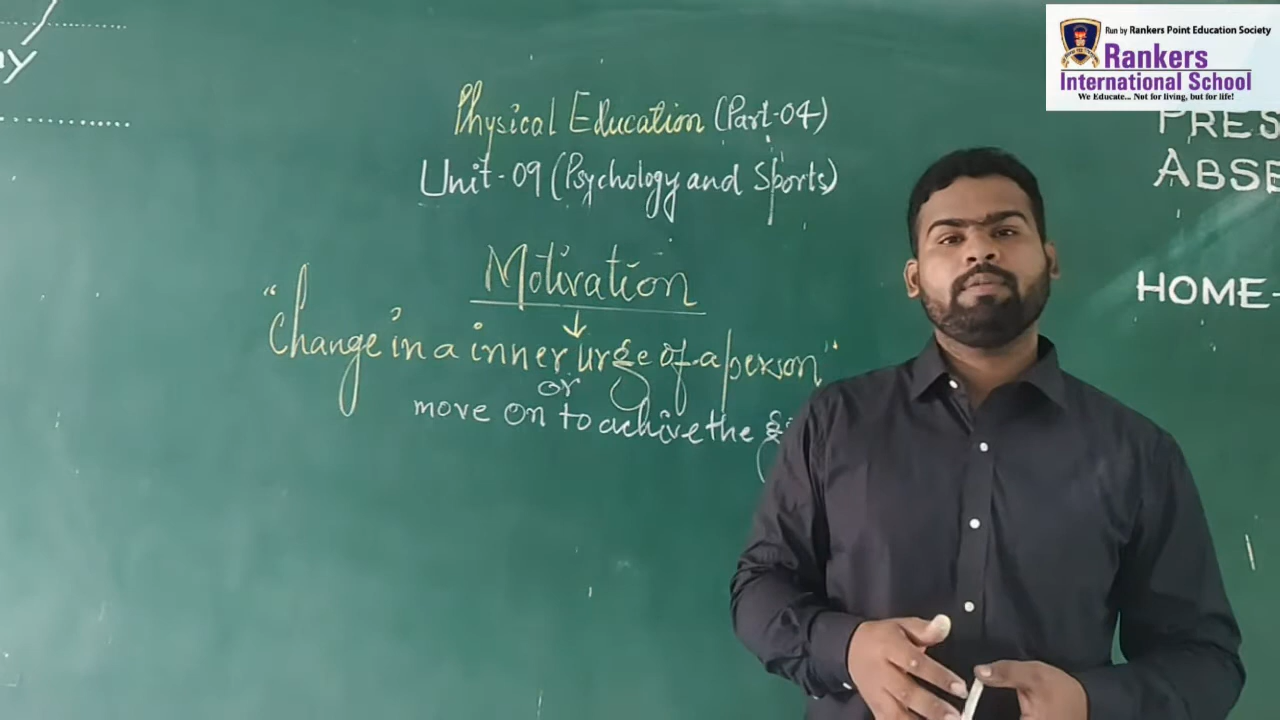 Run by Rankers Point Education Society
Rankers
International School
We Educate... Not for living, but for life!
Physical Education (Part-04)
Unit-09 (Psychology and Sports)
Motivation
"Change in a inner urge of a person"
or
move on to achive the
PRES
ABSE
HOME-